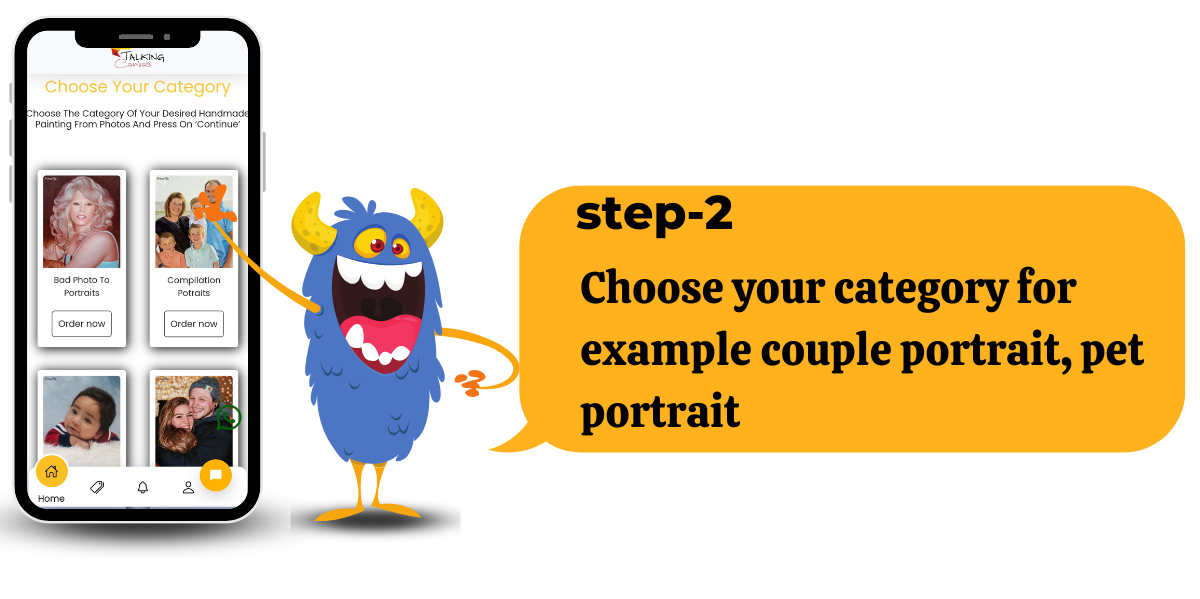 TALKING
Canvas
Choose Your Category
Choose The Category Of Your Desired Handmade
Painting From Photos And Press On ‘Continue’
Bad Photo To
Portraits
Order now
Compilation
Potraits
Order now
Home
step-2
Choose your category for
example couple portrait, pet
portrait